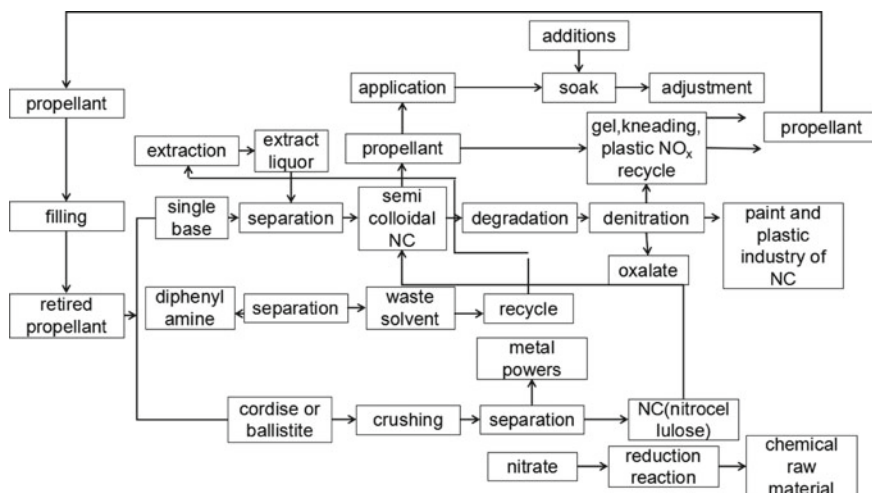 additions
application
soak
adjustment
propellant
gel,kneading,
plastic NOx
recycle
propellant
extraction
extract
liquor
propellant
filling
single
base
separation
semi
colloidal
NC
degradation
denitration
paint and
plastic
industry of
NC
oxalate
retired
propellant
diphenyl
amine
separation
waste
solvent
recycle
metal
powers
cordise or
ballistite
crushing
separation
NC(nitrocel
lulose)
nitrate
reduction
reaction
chemical
raw
material